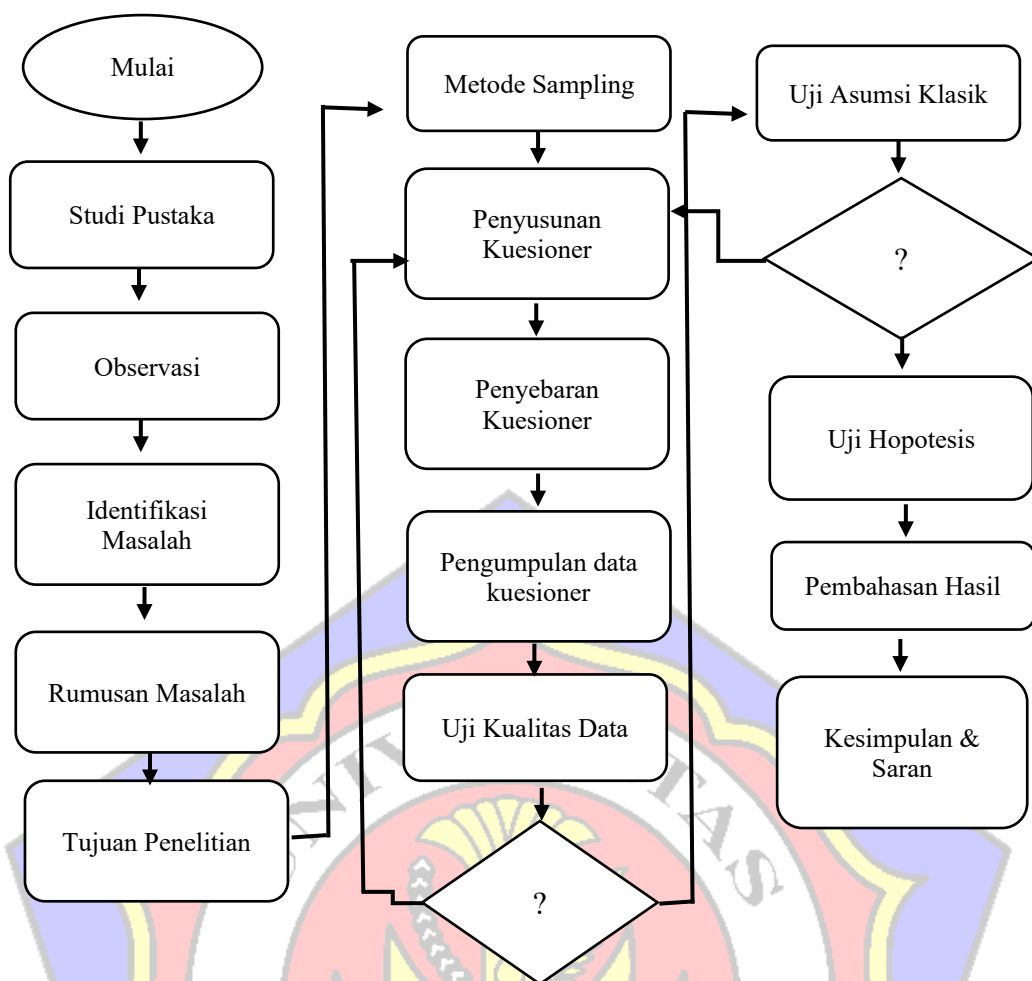 Mulai
Studi Pustaka
Observasi
Identifikasi
Masalah
Rumusan Masalah
Tujuan Penelitian
Metode Sampling
Penyusunan
Kuesioner
Penyebaran
Kuesioner
Pengumpulan data
kuesioner
Uji Kualitas Data
?
Uji Asumsi Klasik
?
Uji Hopotesis
Pembahasan Hasil
Kesimpulan &
Saran